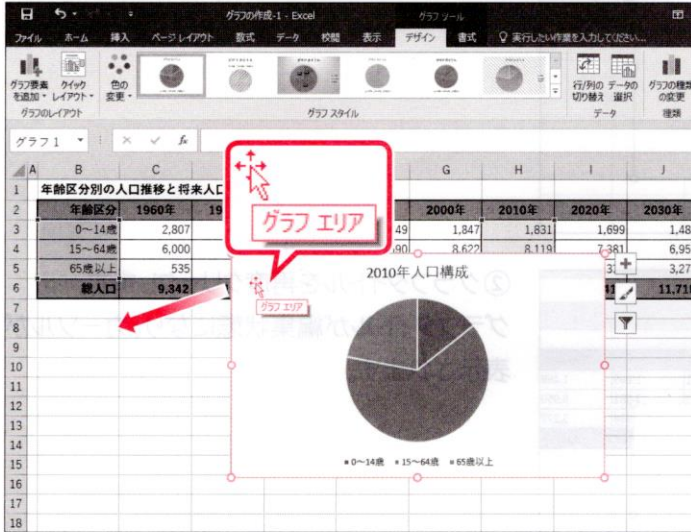 グラフの作成-1 - Excel
グラフ ツール
ファイル ホーム 挿入 ページ レイアウト 数式 データ 校閲 表示 デザイン 書式 実行したい作業を入力してください...
グラフ要素を追加
クイックレイアウト
色の変更
行/列の切り替え
データの選択
グラフの種類の変更
グラフのレイアウト
グラフ スタイル
データ
種類
グラフ 1
fx
A B C G H I J
1 年齢区分別の人口推移と将来人口
2 年齢区分 1960年 19 2000年 2010年 2020年 2030年
3 0～14歳 2,807 49 1,847 1,831 1,699 1,48
4 15～64歳 6,000 590 8,622 8,119 7,381 6,95
5 65歳以上 535 3,27
6 総人口 9,342 11,710
7
8
9
10
11
12
13
14
15
16
17
18
グラフ エリア
2010年人口構成
グラフ エリア
0～14歳 15～64歳 65歳以上